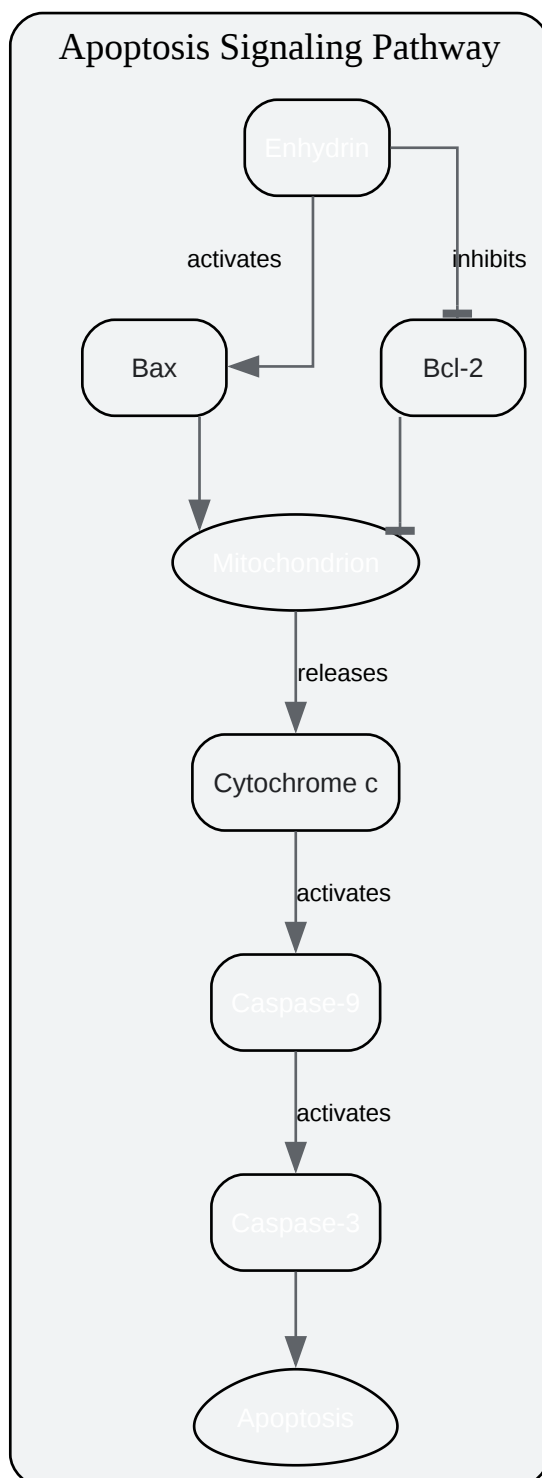 Apoptosis Signaling Pathway
Enhydrin
activates
inhibits
Bax
Bcl-2
Mitochondrion
releases
Cytochrome c
activates
Caspase-9
activates
Caspase-3
Apoptosis